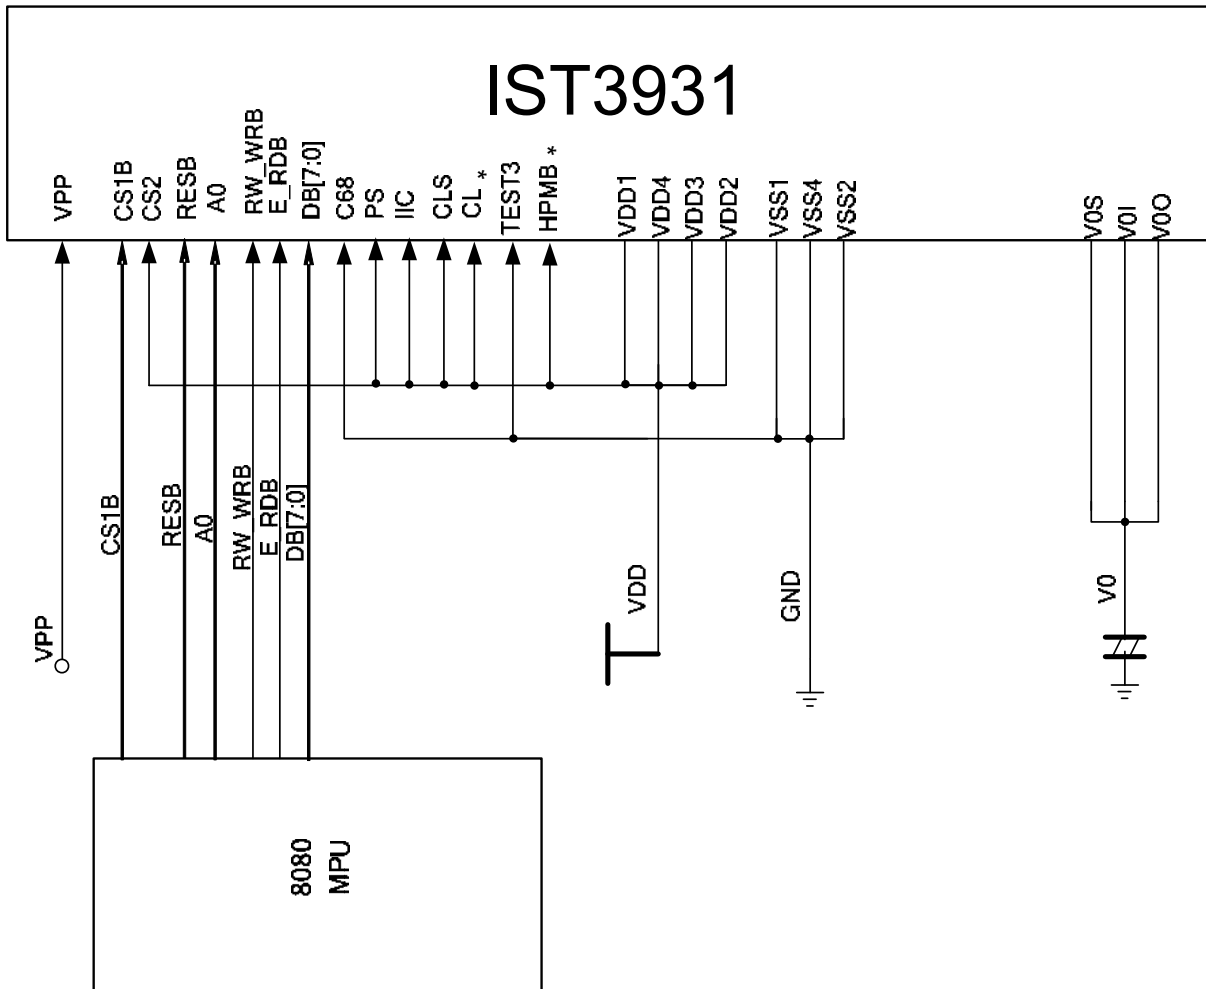 IST3931
VPP
CS1B
CS2
RESB
A0
RW_WRB
E_RDB
DB[7:0]
C68
PS
IIC
CLS
CL *
TEST3
HPMB *
VDD1
VDD4
VDD3
VDD2
VSS1
VSS4
VSS2
V0S
V0I
V0O
VPP
CS1B
RESB
A0
RW_WRB
E_RDB
DB[7:0]
VDD
GND
V0
8080
MPU